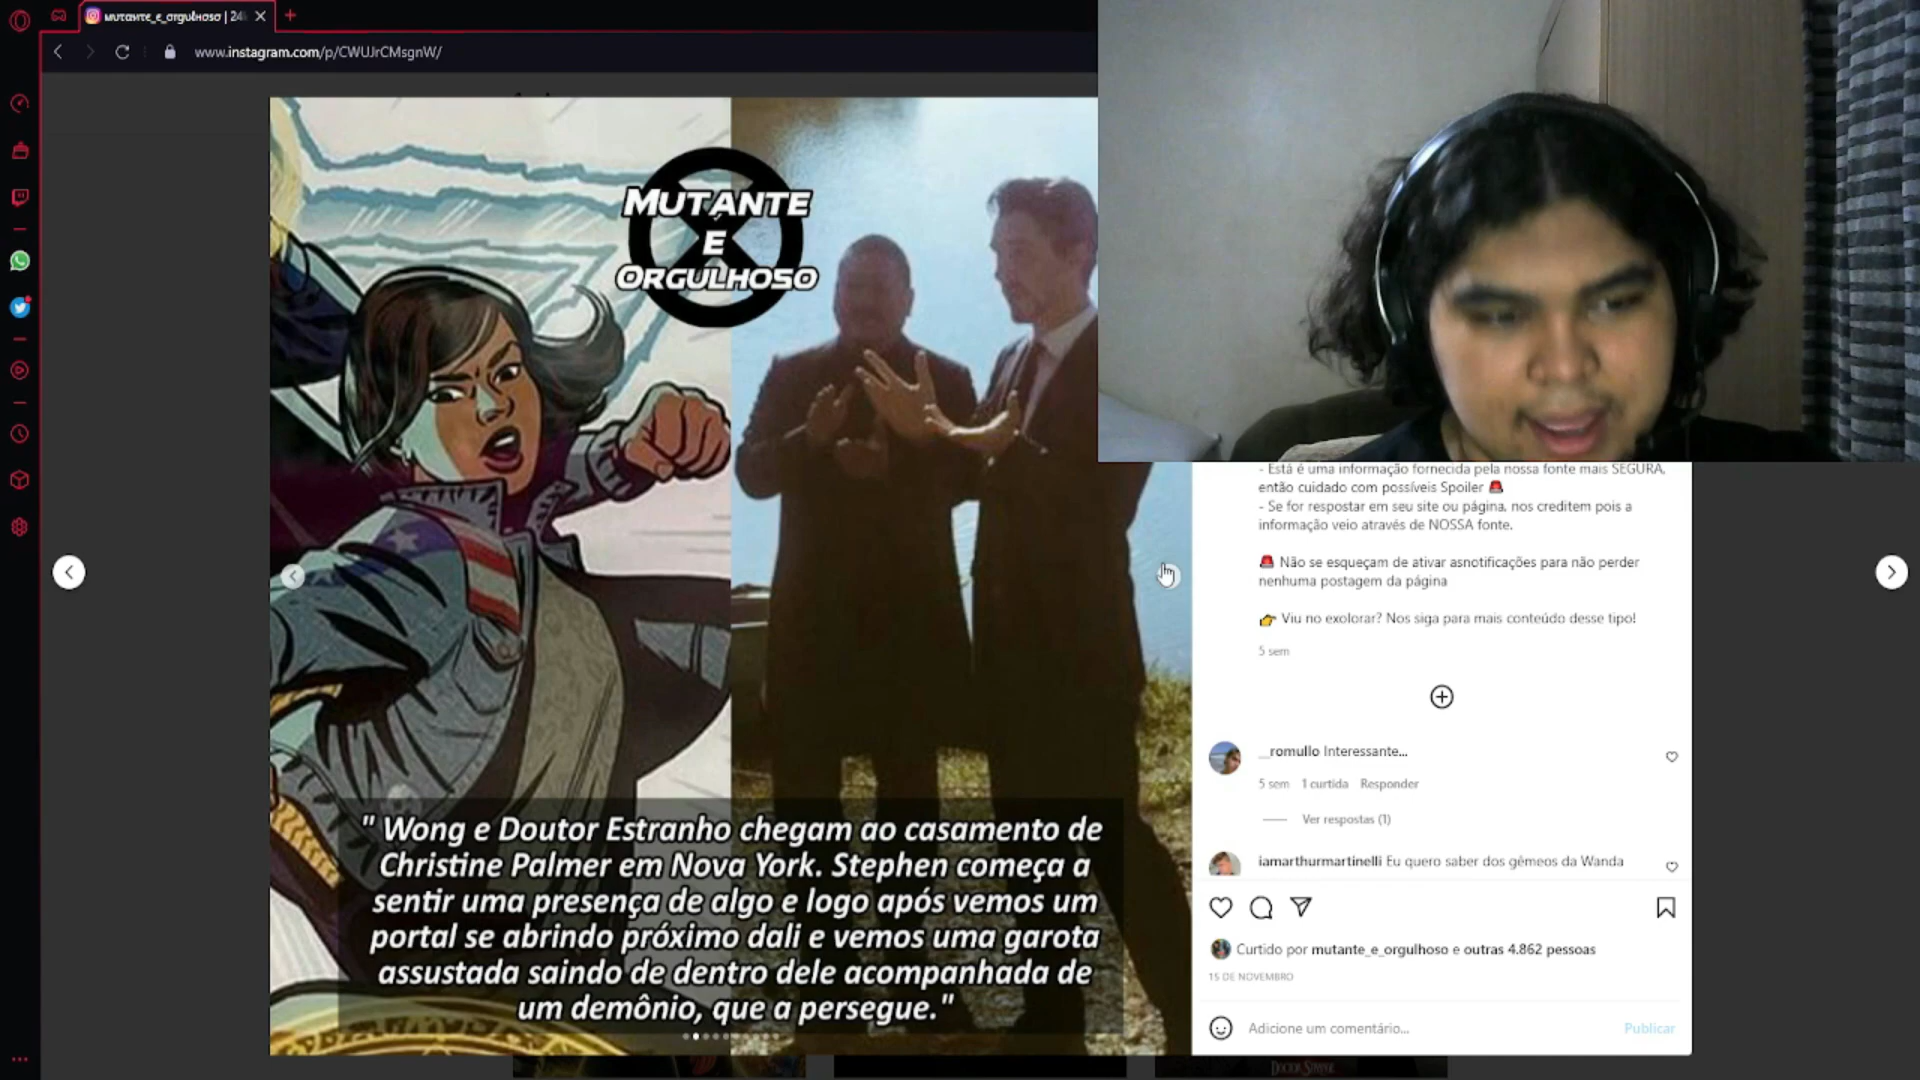 мυтαитє_є_σяgυℓнσѕσ | 24
www.instagram.com/p/CWUJrCMsgnW/
MUTANTE
É
ORGULHOSO
" Wong e Doutor Estranho chegam ao casamento de
Christine Palmer em Nova York. Stephen começa a
sentir uma presença de algo e logo após vemos um
portal se abrindo próximo dali e vemos uma garota
assustada saindo de dentro dele acompanhada de
um demônio, que a persegue."
- Está é uma informação fornecida pela nossa fonte mais SEGURA,
então cuidado com possíveis Spoiler 🚨
- Se for respostar em seu site ou página, nos creditem pois a
informação veio através de NOSSA fonte.
🚨 Não se esqueçam de ativar asnotificações para não perder
nenhuma postagem da página
👉 Viu no exolorar? Nos siga para mais conteúdo desse tipo!
5 sem
__romullo Interessante...
5 sem 1 curtida Responder
Ver respostas (1)
iamarthurmartinelli Eu quero saber dos gêmeos da Wanda
Curtido por mutante_e_orgulhoso e outras 4.862 pessoas
15 DE NOVEMBRO
Adicione um comentário... Publicar
DOCTOR STRANGE